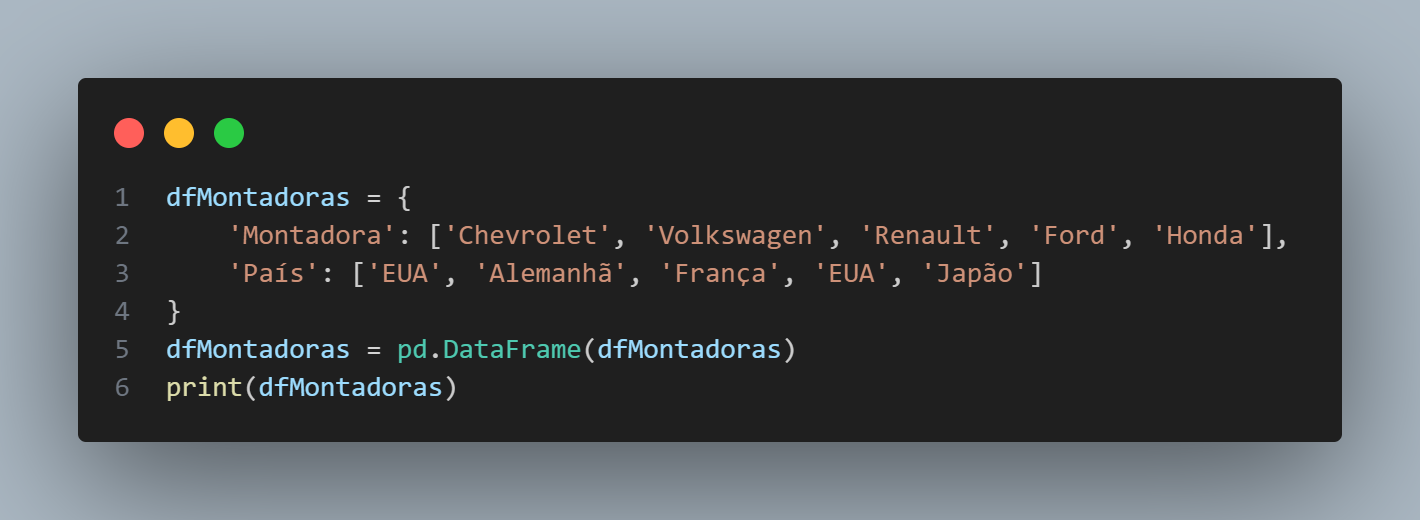 1 dfMontadoras = {
2     'Montadora': ['Chevrolet', 'Volkswagen', 'Renault', 'Ford', 'Honda'],
3     'País': ['EUA', 'Alemanhã', 'França', 'EUA', 'Japão']
4 }
5 dfMontadoras = pd.DataFrame(dfMontadoras)
6 print(dfMontadoras)